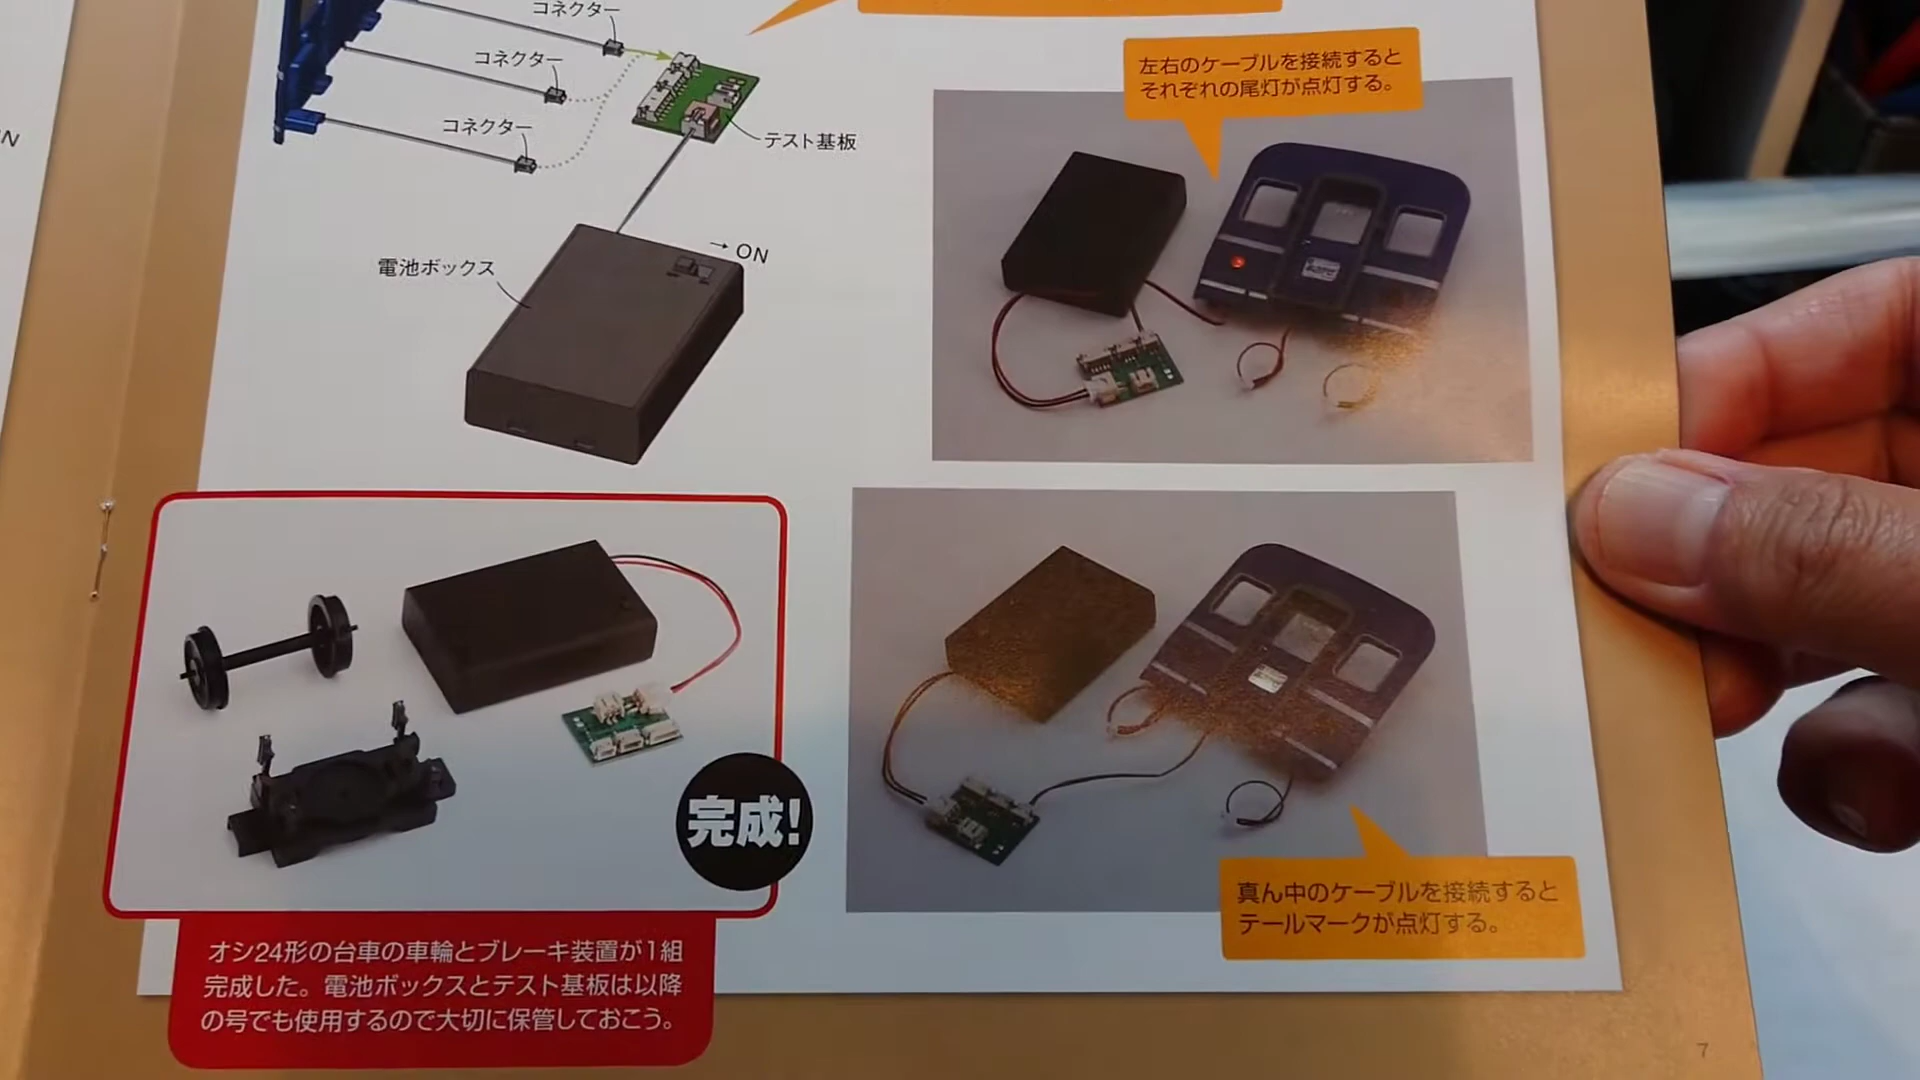 コネクター
コネクター
コネクター
テスト基板
電池ボックス
→ ON
左右のケーブルを接続すると
それぞれの尾灯が点灯する。
完成!
オシ24形の台車の車輪とブレーキ装置が1組
完成した。電池ボックスとテスト基板は以降
の号でも使用するので大切に保管しておこう。
真ん中のケーブルを接続すると
テールマークが点灯する。
7